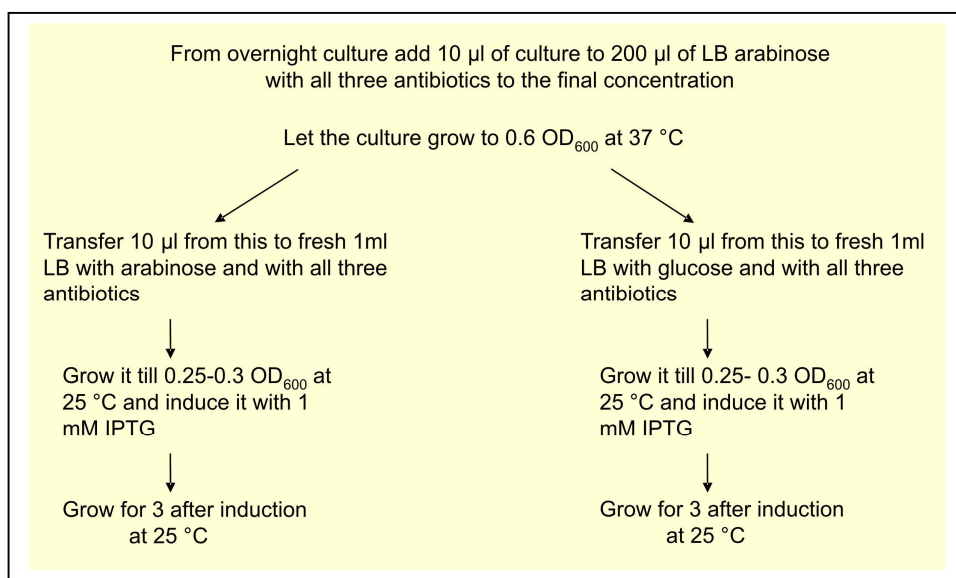 From overnight culture add 10 µl of culture to 200 µl of LB arabinose
with all three antibiotics to the final concentration
Let the culture grow to 0.6 OD600 at 37 °C
Transfer 10 µl from this to fresh 1ml
LB with arabinose and with all three
antibiotics
Grow it till 0.25-0.3 OD600 at
25 °C and induce it with 1
mM IPTG
Grow for 3 after induction
at 25 °C
Transfer 10 µl from this to fresh 1ml
LB with glucose and with all three
antibiotics
Grow it till 0.25- 0.3 OD600 at
25 °C and induce it with 1
mM IPTG
Grow for 3 after induction
at 25 °C